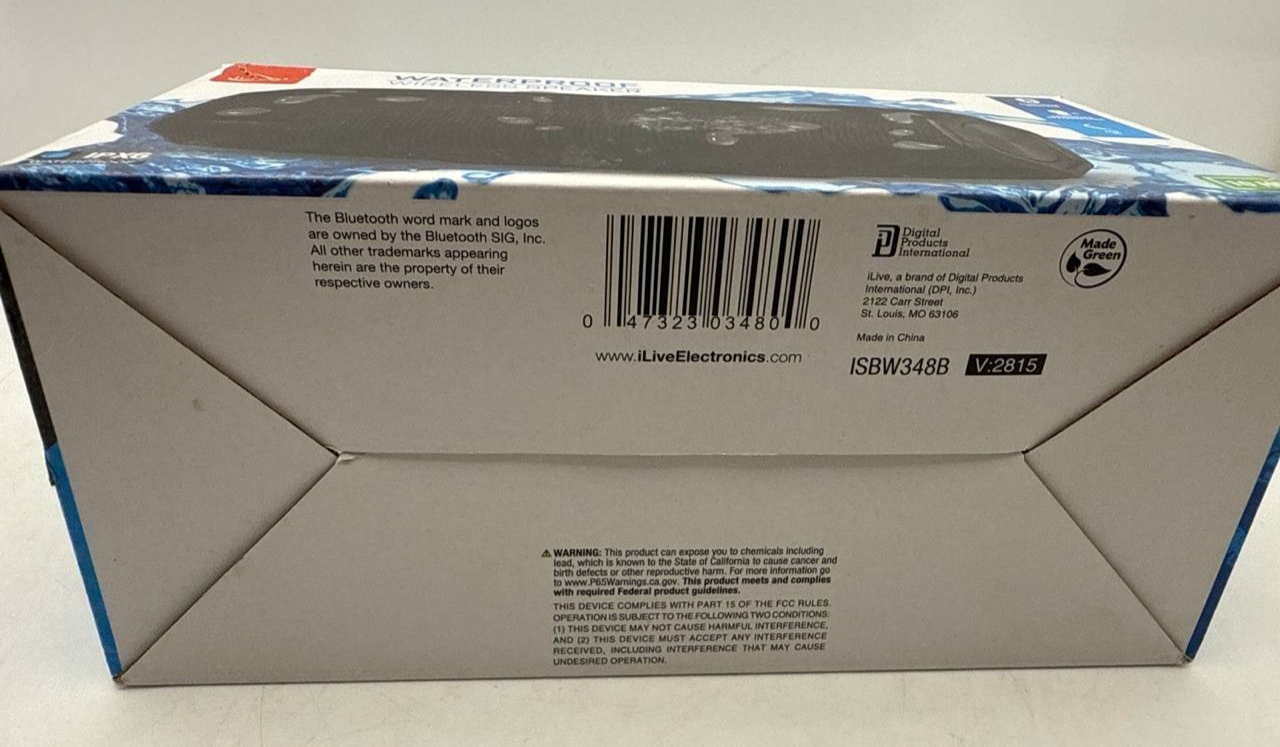 WATERPROOF
WIRELESS SPEAKER
IPX6
The Bluetooth word mark and logos
are owned by the Bluetooth SIG, Inc.
All other trademarks appearing
herein are the property of their
respective owners.
0 47323 03480 0
www.iLiveElectronics.com
Digital
Products
International
iLive, a brand of Digital Products
International (DPI, Inc.)
2122 Carr Street
St. Louis, MO 63106
Made in China
ISBW348B V:2815
Made
Green
WARNING: This product can expose you to chemicals including
lead, which is known to the State of California to cause cancer and
birth defects or other reproductive harm. For more information go
to www.P65Warnings.ca.gov. This product meets and complies
with required Federal product guidelines.
THIS DEVICE COMPLIES WITH PART 15 OF THE FCC RULES.
OPERATION IS SUBJECT TO THE FOLLOWING TWO CONDITIONS:
(1) THIS DEVICE MAY NOT CAUSE HARMFUL INTERFERENCE,
AND (2) THIS DEVICE MUST ACCEPT ANY INTERFERENCE
RECEIVED, INCLUDING INTERFERENCE THAT MAY CAUSE
UNDESIRED OPERATION.